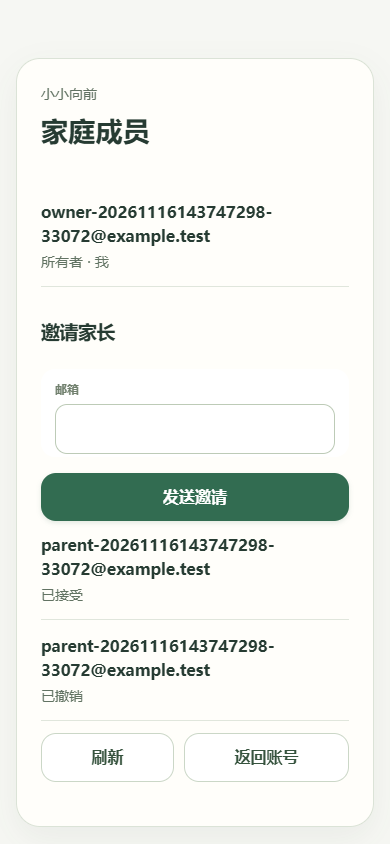 小小向前
家庭成员
owner-20261116143747298-
33072@example.test
所有者 · 我
邀请家长
邮箱
发送邀请
parent-20261116143747298-
33072@example.test
已接受
parent-20261116143747298-
33072@example.test
已撤销
刷新
返回账号